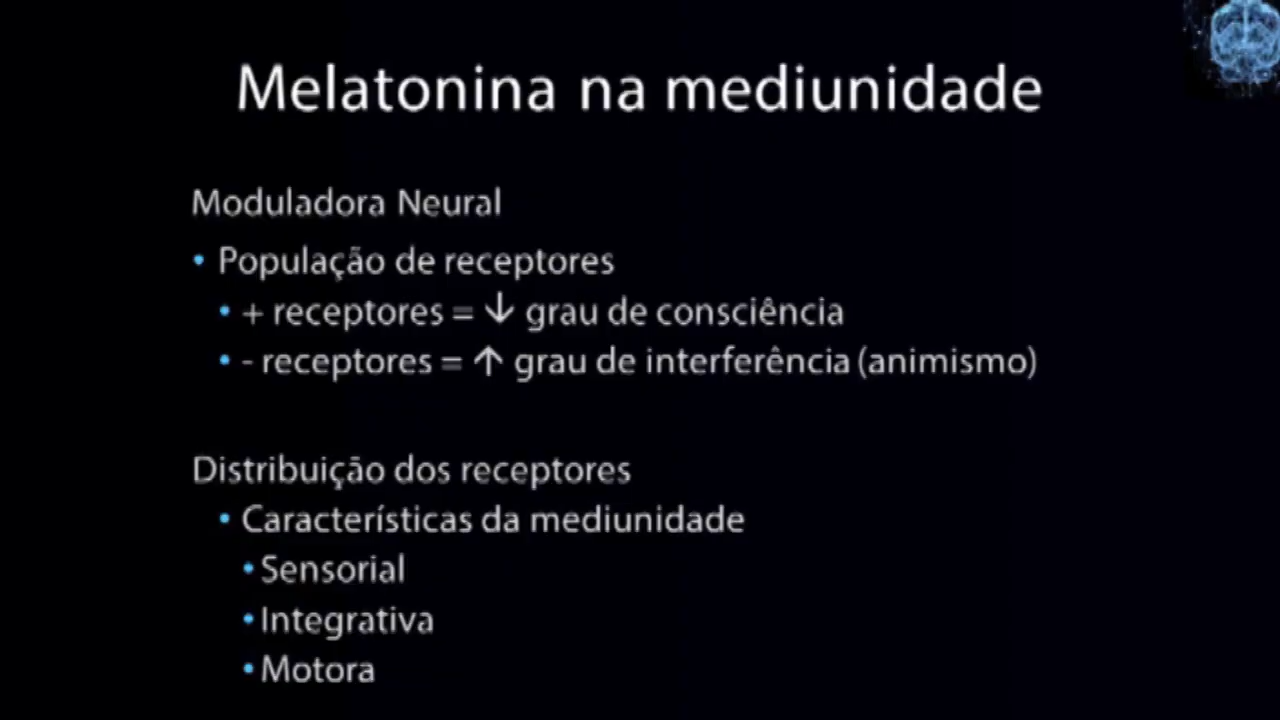 Melatonina na mediunidade
Moduladora Neural
• População de receptores
• + receptores = ↓ grau de consciência
• - receptores = ↑ grau de interferência (animismo)
Distribuição dos receptores
• Características da mediunidade
• Sensorial
• Integrativa
• Motora